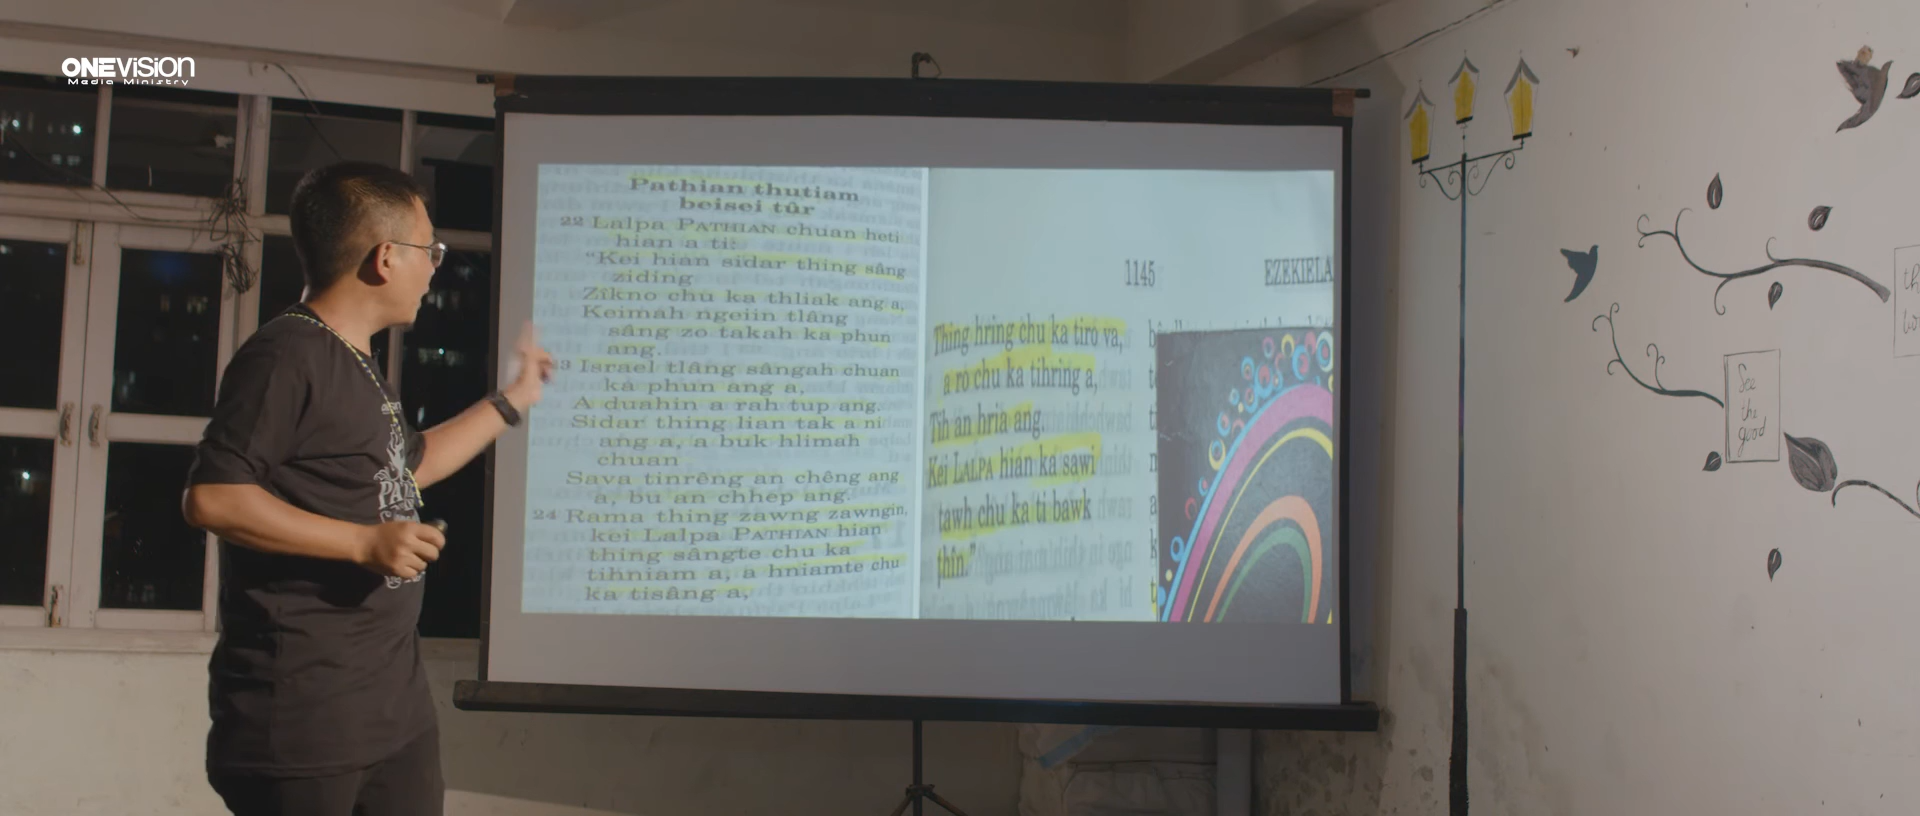 ONEVISION
Media Ministry
Pathian thutiam
beisei tûr
22 Lalpa PATHIAN chuan heti
hian a ti:
“Kei hian sidar thing sâng
ziding
Zîkno chu ka thliak ang a,
Keimah ngeiin tlâng
sâng zo takah ka phun
ang.
3 Israel tlâng sângah chuan
ka phun ang a,
A duahin a rah tup ang.
Sidar thing lian tak a ni
ang a, a buk hlimah
chuan
Sava tinrêng an chêng ang
a, bu an chhep ang.
24 Rama thing zawng zawngin,
kei Lalpa PATHIAN hian
thing sângte chu ka
tihniam a, a hniamte chu
ka tisâng a,
1145
EZEKIELA
Thing hring chu ka tiro va,
a ro chu ka tihring a,
Tih an hria ang.
Kei LALPA hian ka sawi
tawh chu ka ti bawk
thin.”
See
the
good